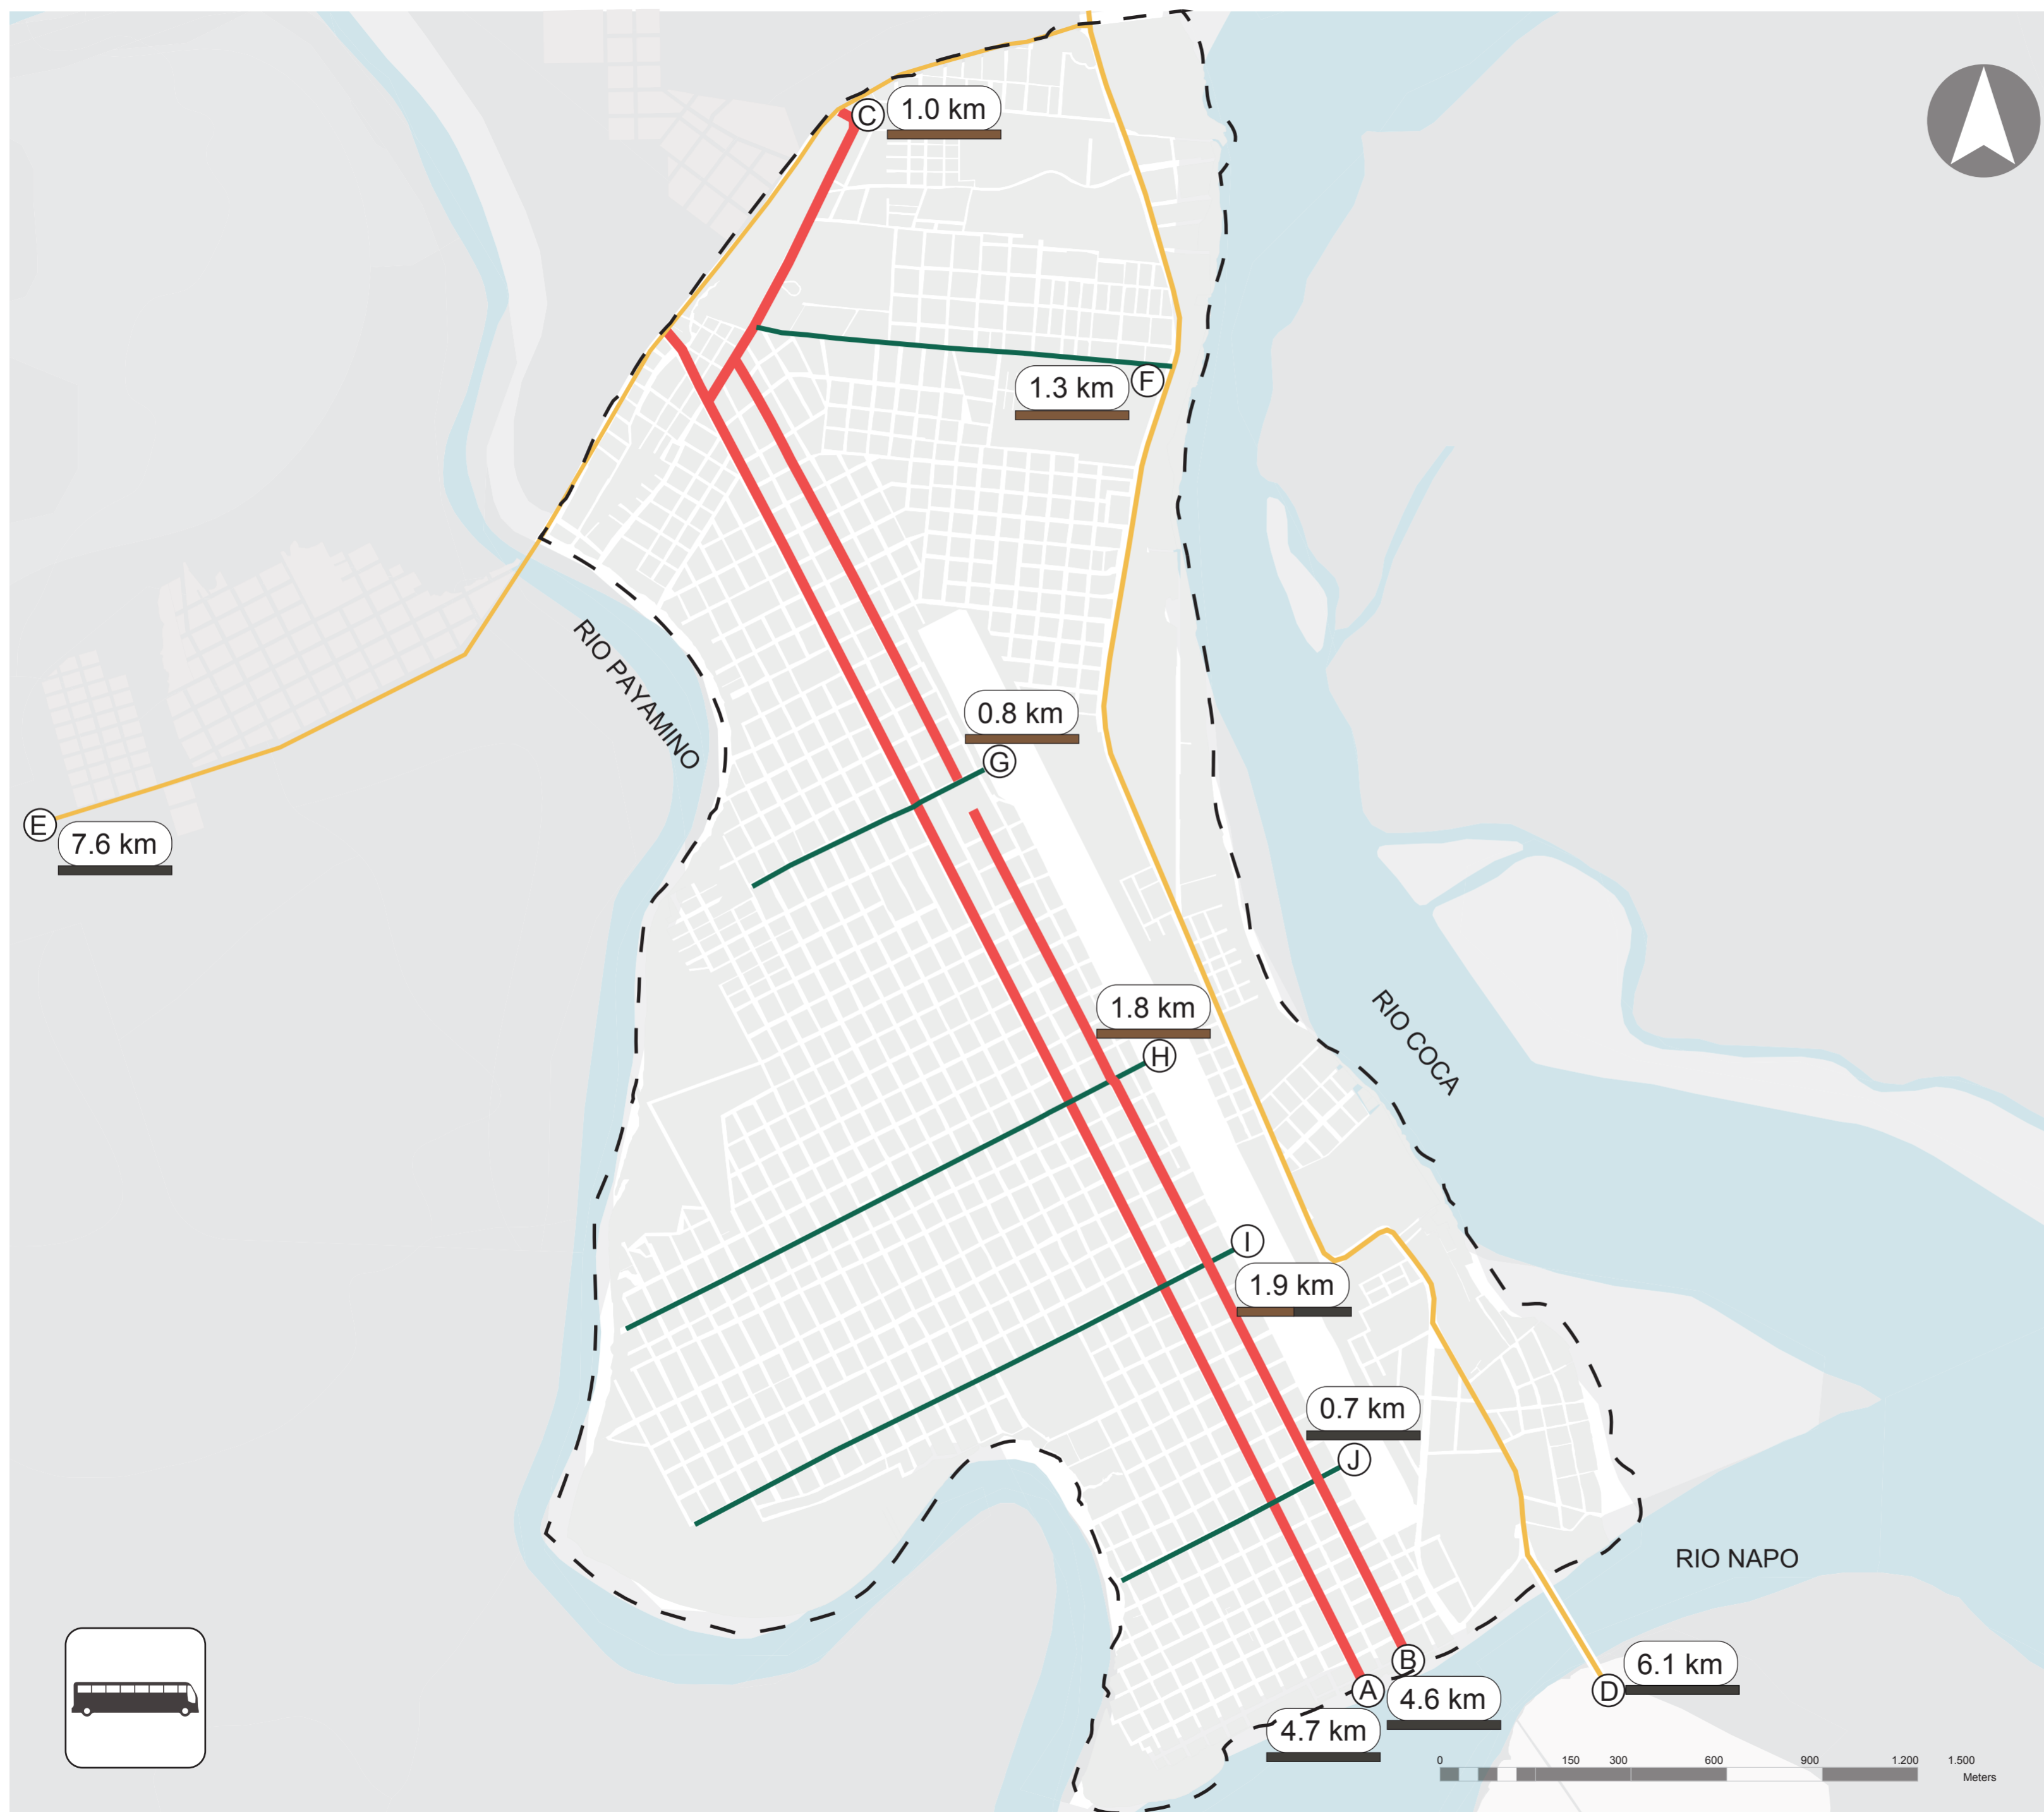 C
1.0 km
1.3 km
F
RIO PAYAMINO
0.8 km
G
E
7.6 km
1.8 km
H
RIO COCA
I
1.9 km
0.7 km
J
RIO NAPO
B
6.1 km
A
D
4.6 km
4.7 km
0 150 300 600 900 1.200 1.500
Meters